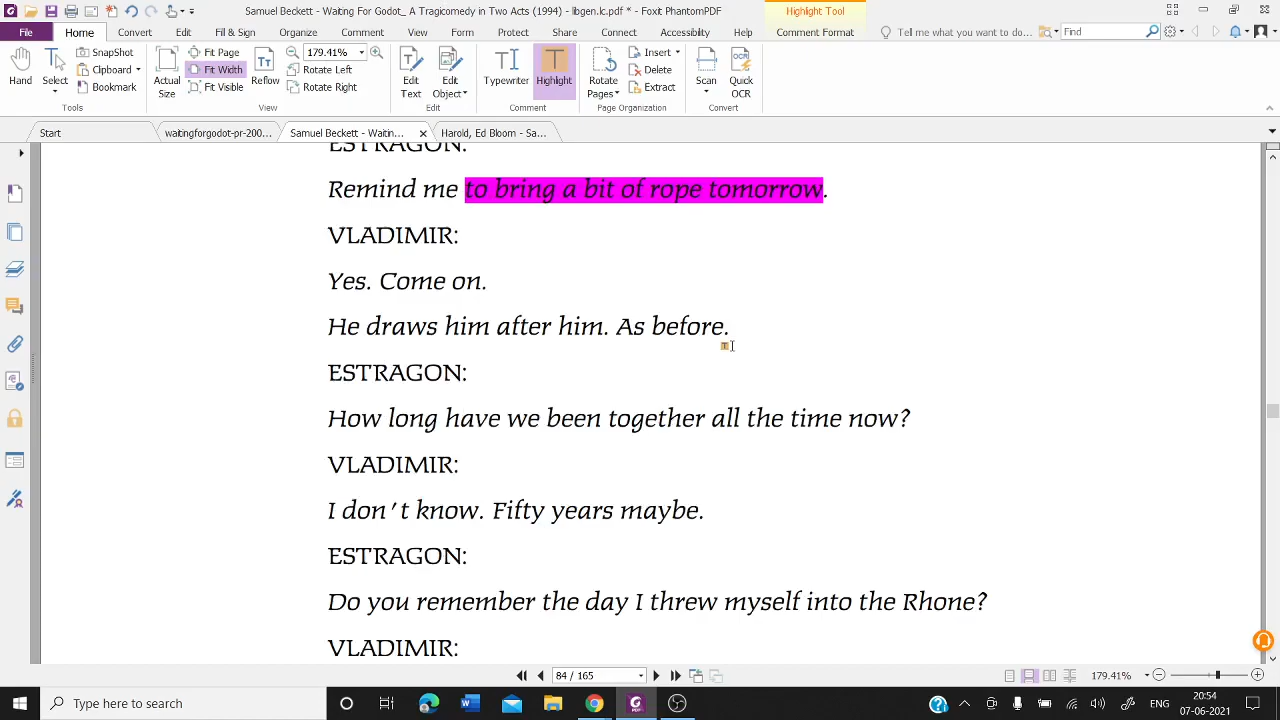 Samuel Beckett - Waiting For Godot_ A Tragicomedy in Two Acts (1994) - libgen.lc.pdf * - Foxit PhantomPDF
Highlight Tool
File Home Convert Edit Fill & Sign Organize Comment View Form Protect Share Connect Accessibility Help Comment Format Tell me what you want to do... Find
Hand
Select
SnapShot
Clipboard
Bookmark
Tools
Actual Size
Fit Page
Fit Width
Fit Visible
Reflow
179.41%
Rotate Left
Rotate Right
View
Edit Text
Edit Object
Edit
Typewriter
Highlight
Comment
Rotate Pages
Insert
Delete
Extract
Page Organization
Scan
Quick OCR
Convert
Start
waitingforgodot-pr-200...
Samuel Beckett - Waitin...
Harold, Ed Bloom - Sa...
ESTRAGON:
Remind me to bring a bit of rope tomorrow.
VLADIMIR:
Yes. Come on.
He draws him after him. As before.
ESTRAGON:
How long have we been together all the time now?
VLADIMIR:
I don't know. Fifty years maybe.
ESTRAGON:
Do you remember the day I threw myself into the Rhone?
VLADIMIR:
84 / 165
179.41%
Type here to search
ENG
20:54
07-06-2021